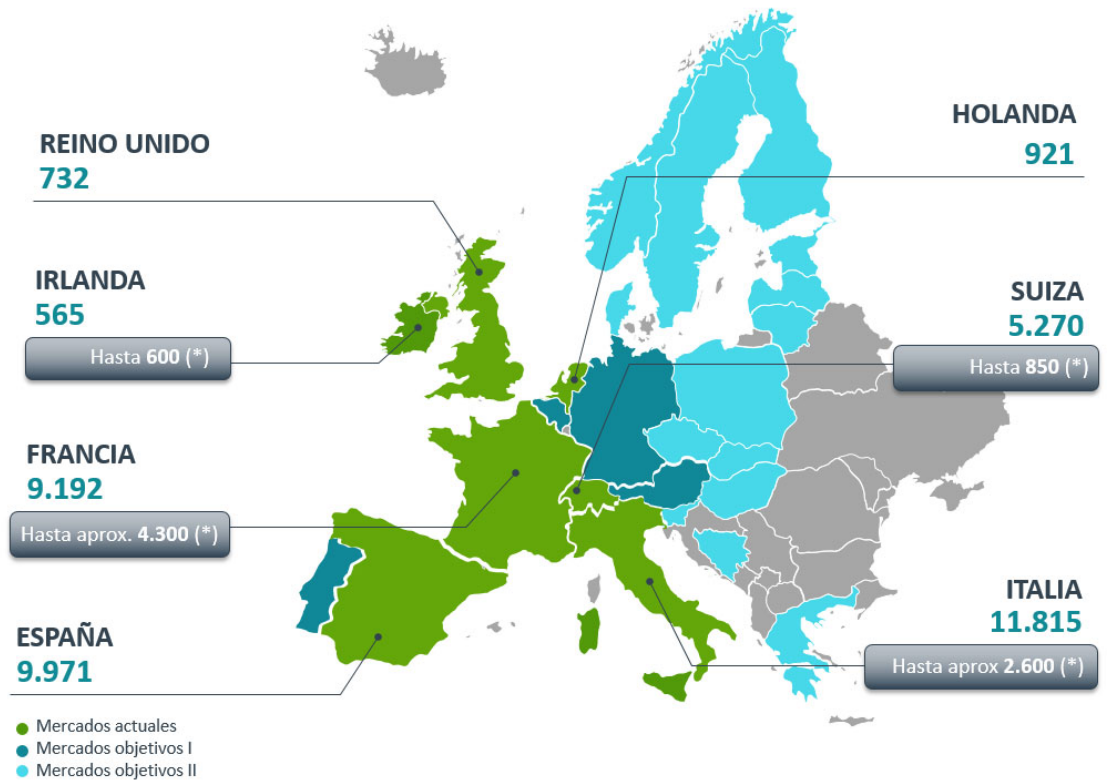 REINO UNIDO
732
IRLANDA
565
Hasta 600 (*)
FRANCIA
9.192
Hasta aprox. 4.300 (*)
ESPAÑA
9.971
HOLANDA
921
SUIZA
5.270
Hasta 850 (*)
ITALIA
11.815
Hasta aprox 2.600 (*)
Mercados actuales
Mercados objetivos I
Mercados objetivos II